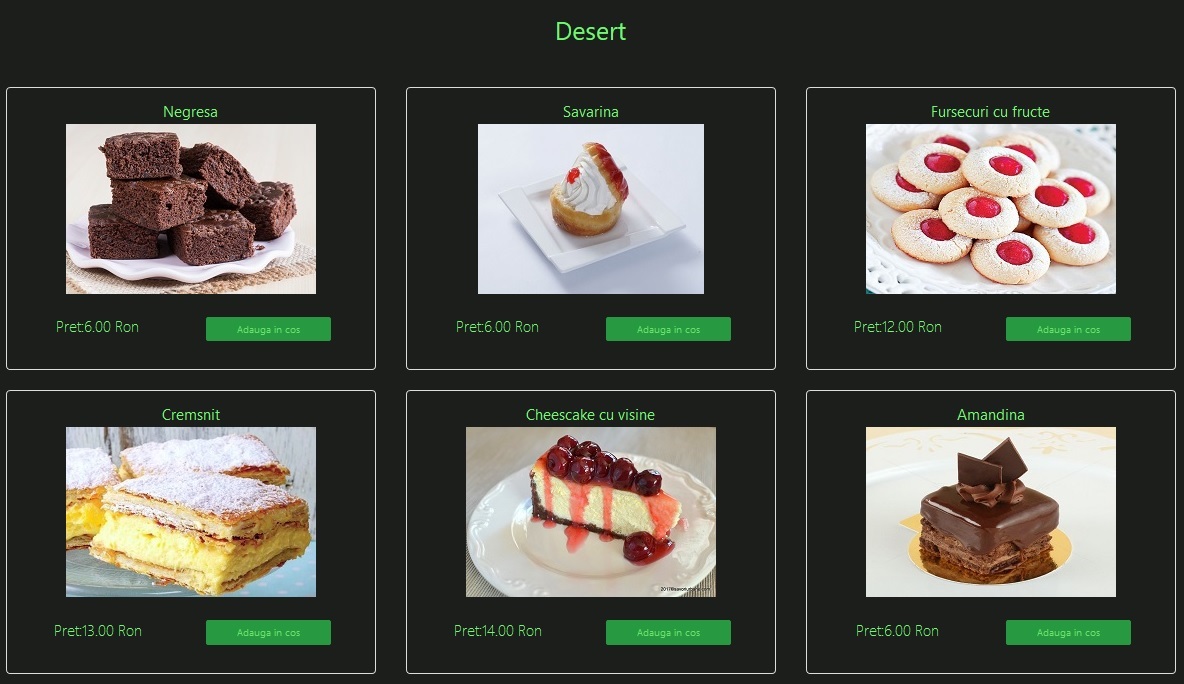 Desert
Negresa
Savarina
Fursecuri cu fructe
Pret:6.00 Ron
Adauga in cos
Pret:6.00 Ron
Adauga in cos
Pret:12.00 Ron
Adauga in cos
Cremsnit
Cheescake cu visine
Amandina
Pret:13.00 Ron
Adauga in cos
Pret:14.00 Ron
Adauga in cos
Pret:6.00 Ron
Adauga in cos